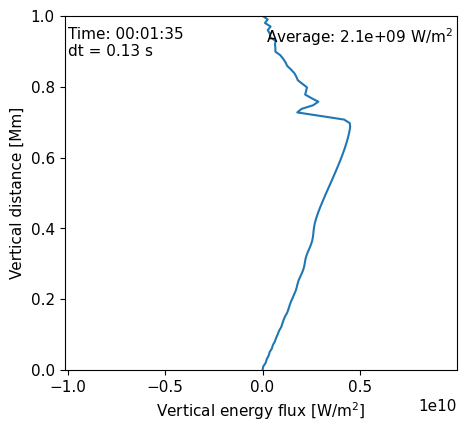 Time: 00:01:35
dt = 0.13 s
Average: 2.1e+09 W/m²
Vertical distance [Mm]
1.0
0.8
0.6
0.4
0.2
0.0
−1.0 −0.5 0.0 0.5
1e10
Vertical energy flux [W/m²]